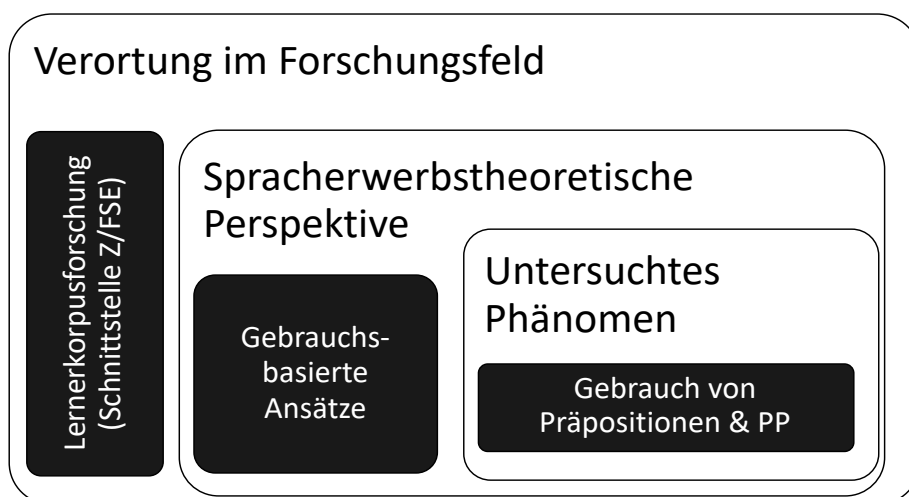 Verortung im Forschungsfeld
Lernerkorpusforschung
(Schnittstelle Z/FSE)
Spracherwerbstheoretische
Perspektive
Gebrauchs-
basierte
Ansätze
Untersuchtes
Phänomen
Gebrauch von
Präpositionen & PP